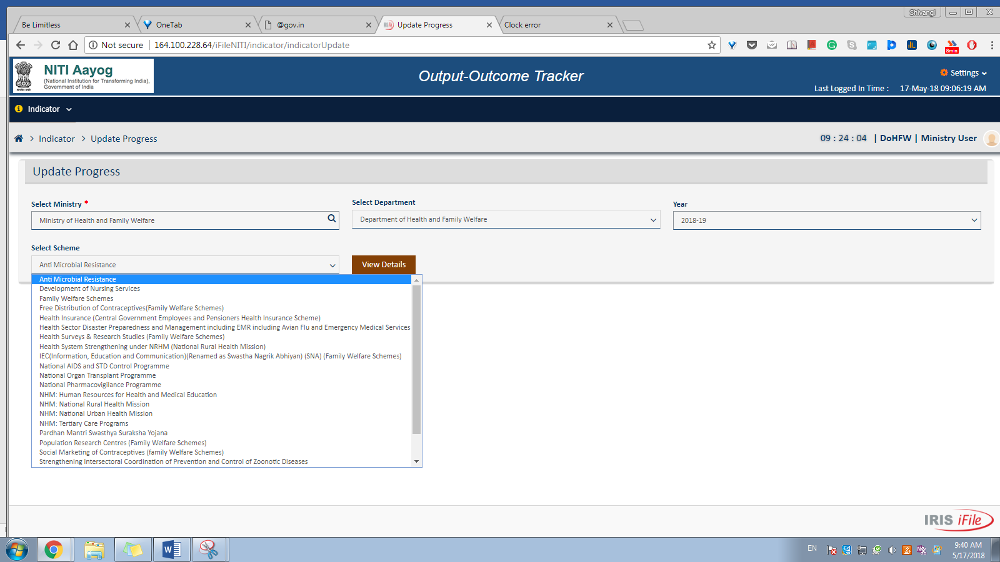 Shivangi
Be Limitless
OneTab
@gov.in
Update Progress
Clock error
Not secure
164.100.228.64/iFileNITI/indicator/indicatorUpdate
8min
NITI Aayog
(National Institution for Transforming India),
Government of India
Output-Outcome Tracker
Settings
Last Logged In Time : 17-May-18 09:06:19 AM
Indicator
> Indicator > Update Progress
09 : 24 : 04 | DoHFW | Ministry User
Update Progress
Select Ministry *
Select Department
Year
Ministry of Health and Family Welfare
Department of Health and Family Welfare
2018-19
Select Scheme
Anti Microbial Resistance
View Details
Anti Microbial Resistance
Development of Nursing Services
Family Welfare Schemes
Free Distribution of Contraceptives(Family Welfare Schemes)
Health Insurance (Central Government Employees and Pensioners Health Insurance Scheme)
Health Sector Disaster Preparedness and Management including EMR including Avian Flu and Emergency Medical Services
Health Surveys & Research Studies (Family Welfare Schemes)
Health System Strengthening under NRHM (National Rural Health Mission)
IEC(Information, Education and Communication)(Renamed as Swastha Nagrik Abhiyan) (SNA) (Family Welfare Schemes)
National AIDS and STD Control Programme
National Organ Transplant Programme
National Pharmacovigilance Programme
NHM: Human Resources for Health and Medical Education
NHM: National Rural Health Mission
NHM: National Urban Health Mission
NHM: Tertiary Care Programs
Pardhan Mantri Swasthya Suraksha Yojana
Population Research Centres (Family Welfare Schemes)
Social Marketing of Contraceptives (family Welfare Schemes)
Strengthening Intersectoral Coordination of Prevention and Control of Zoonotic Diseases
IRIS iFile
EN
9:40 AM
5/17/2018